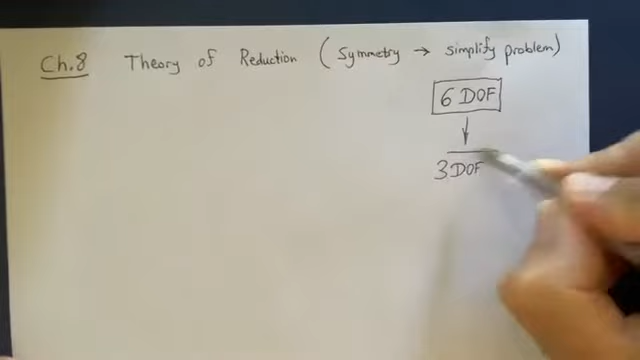 Ch.8 Theory of Reduction (Symmetry → simplify problem)
6 DOF
↓
3 DOF